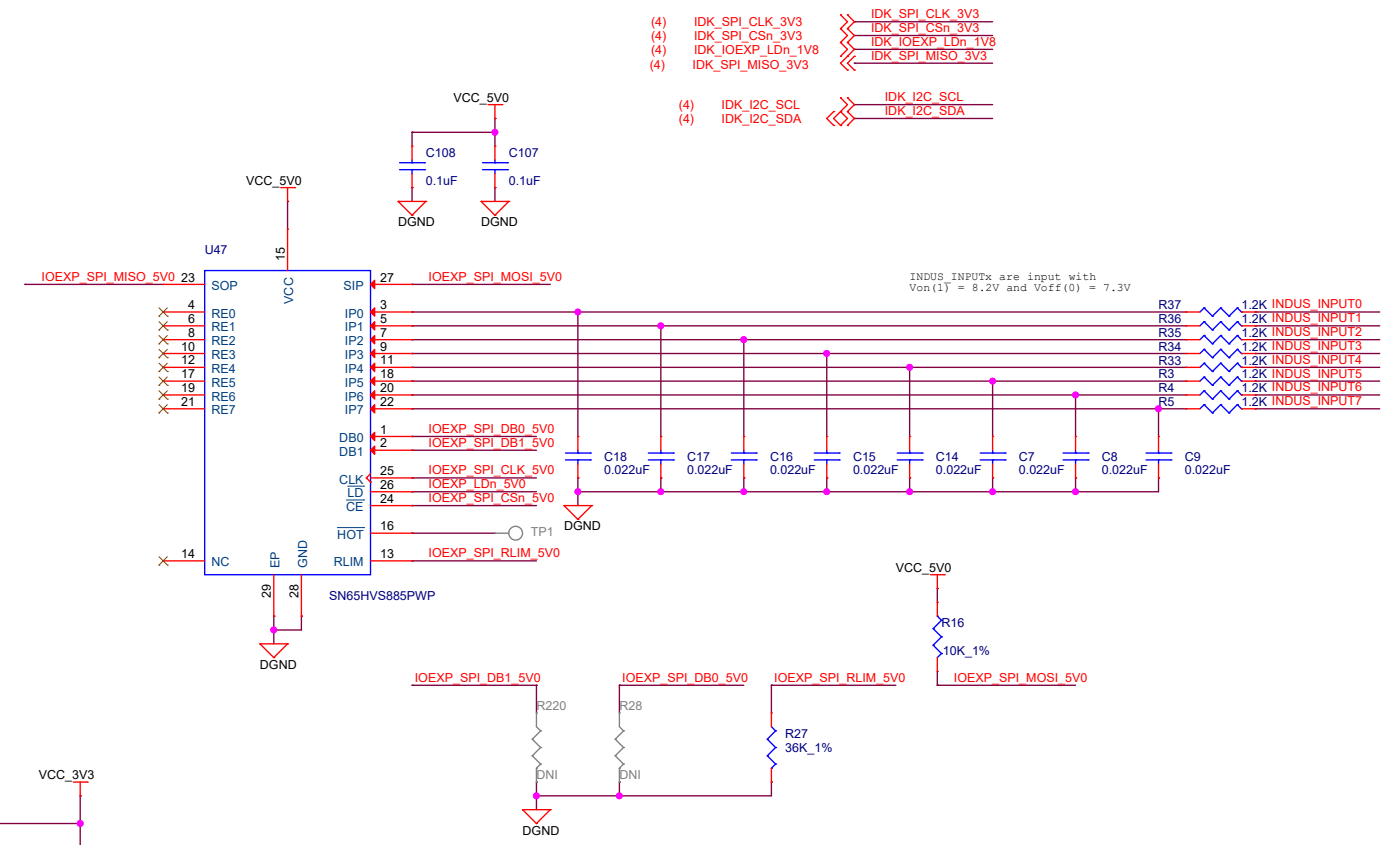 (4) IDK_SPI_CLK_3V3 IDK_SPI_CLK_3V3
(4) IDK_SPI_CSn_3V3 IDK_SPI_CSn_3V3
(4) IDK_IOEXP_LDn_1V8 IDK_IOEXP_LDn_1V8
(4) IDK_SPI_MISO_3V3 IDK_SPI_MISO_3V3
(4) IDK_I2C_SCL IDK_I2C_SCL
(4) IDK_I2C_SDA IDK_I2C_SDA
VCC_5V0
C108 C107
0.1uF 0.1uF
DGND DGND
VCC_5V0
U47
15
VCC
IOEXP_SPI_MISO_5V0 23 SOP SIP 27 IOEXP_SPI_MOSI_5V0
INDUS_INPUTx are input with
Von(1) = 8.2V and Voff(0) = 7.3V
4 RE0 IP0 3 R37 1.2K INDUS_INPUT0
6 RE1 IP1 5 R36 1.2K INDUS_INPUT1
8 RE2 IP2 7 R35 1.2K INDUS_INPUT2
10 RE3 IP3 9 R34 1.2K INDUS_INPUT3
12 RE4 IP4 11 R33 1.2K INDUS_INPUT4
17 RE5 IP5 18 R3 1.2K INDUS_INPUT5
19 RE6 IP6 20 R4 1.2K INDUS_INPUT6
21 RE7 IP7 22 R5 1.2K INDUS_INPUT7
DB0 1 IOEXP_SPI_DB0_5V0
DB1 2 IOEXP_SPI_DB1_5V0
C18 C17 C16 C15 C14 C7 C8 C9
0.022uF 0.022uF 0.022uF 0.022uF 0.022uF 0.022uF 0.022uF 0.022uF
CLK 25 IOEXP_SPI_CLK_5V0
LD 26 IOEXP_LDn_5V0
CE 24 IOEXP_SPI_CSn_5V0
DGND
HOT 16 TP1
14 NC EP GND RLIM 13 IOEXP_SPI_RLIM_5V0
29 28
SN65HVS885PWP
DGND
VCC_5V0
R16
10K_1%
IOEXP_SPI_DB1_5V0 IOEXP_SPI_DB0_5V0 IOEXP_SPI_RLIM_5V0 IOEXP_SPI_MOSI_5V0
R220 R28
R27
36K_1%
DNI DNI
DGND
VCC_3V3